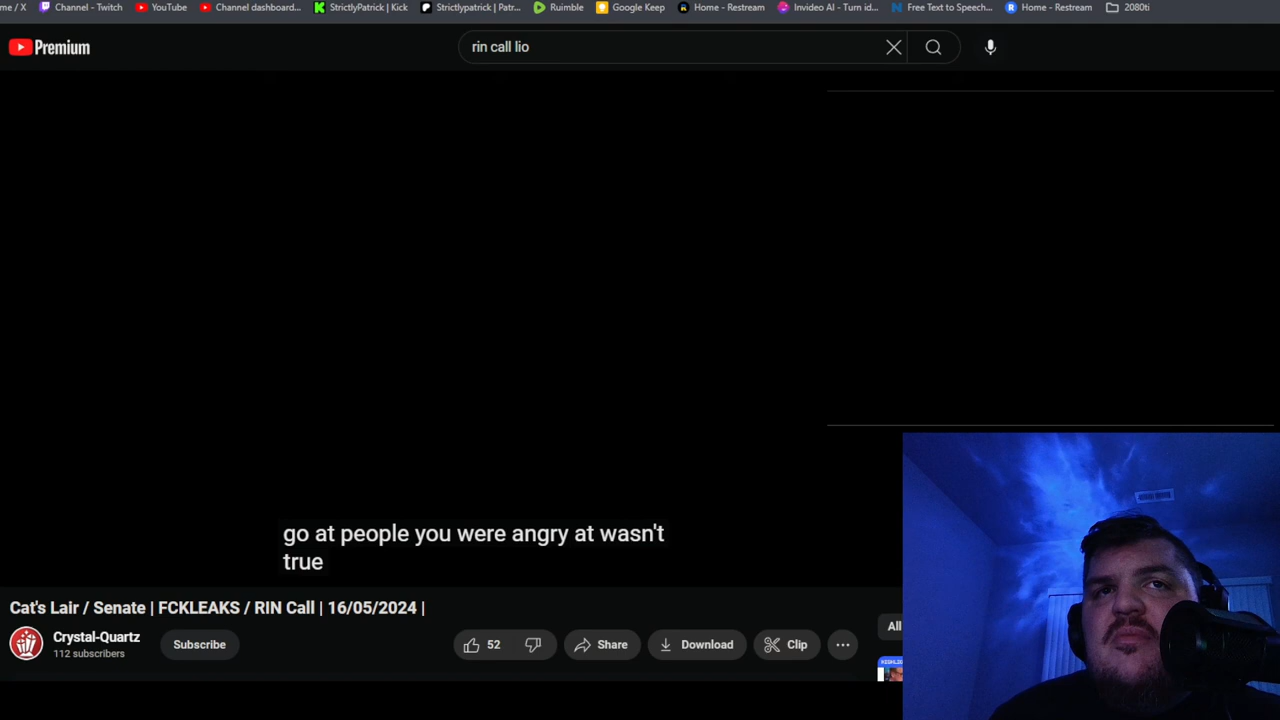 me / X
Channel - Twitch
YouTube
Channel dashboard...
StrictlyPatrick | Kick
Strictlypatrick | Patr...
Rumble
Google Keep
Home - Restream
Invideo AI - Turn id...
Free Text to Speech...
Home - Restream
2080ti
Premium
rin call lio
go at people you were angry at wasn't
true
Cat's Lair / Senate | FCKLEAKS / RIN Call | 16/05/2024 |
Crystal-Quartz
112 subscribers
Subscribe
52
Share
Download
Clip
All